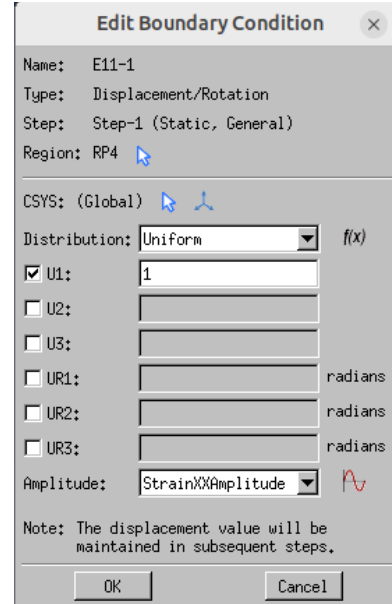 Edit Boundary Condition
Name: E11-1
Type: Displacement/Rotation
Step: Step-1 (Static, General)
Region: RP4
CSYS: (Global)
Distribution: Uniform f(x)
U1: 1
U2:
U3:
UR1: radians
UR2: radians
UR3: radians
Amplitude: StrainXXAmplitude
Note: The displacement value will be
maintained in subsequent steps.
OK Cancel